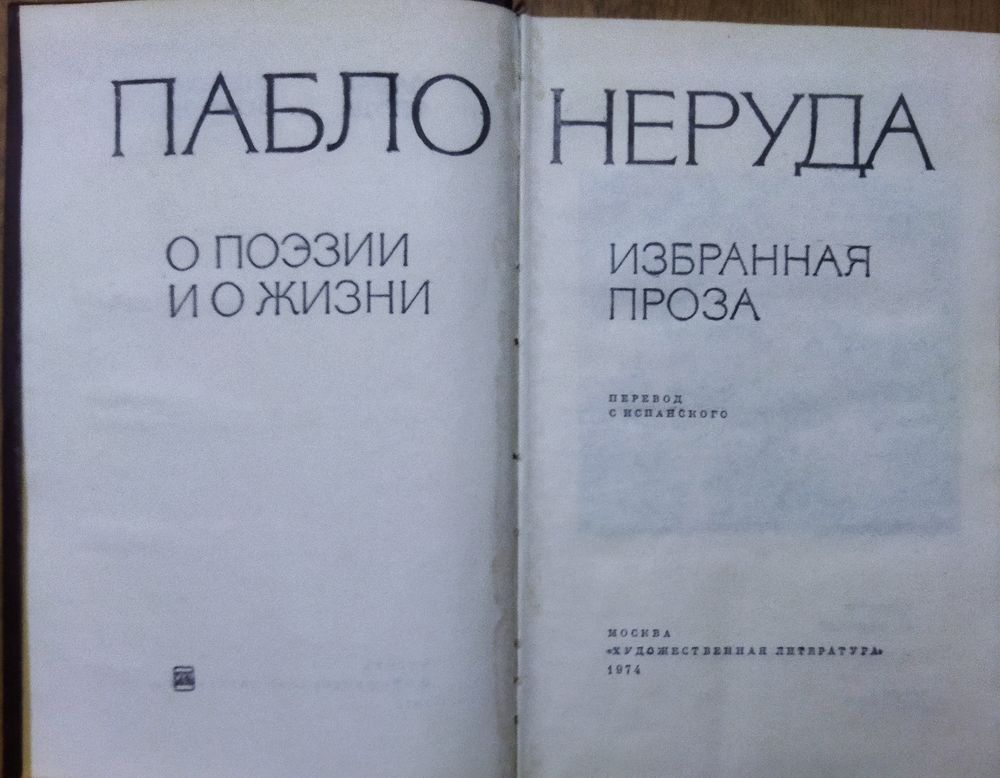 ПАБЛО НЕРУДА
О ПОЭЗИИ
И О ЖИЗНИ
ИЗБРАННАЯ
ПРОЗА
ПЕРЕВОД
С ИСПАНСКОГО
МОСКВА
«ХУДОЖЕСТВЕННАЯ ЛИТЕРАТУРА»
1974